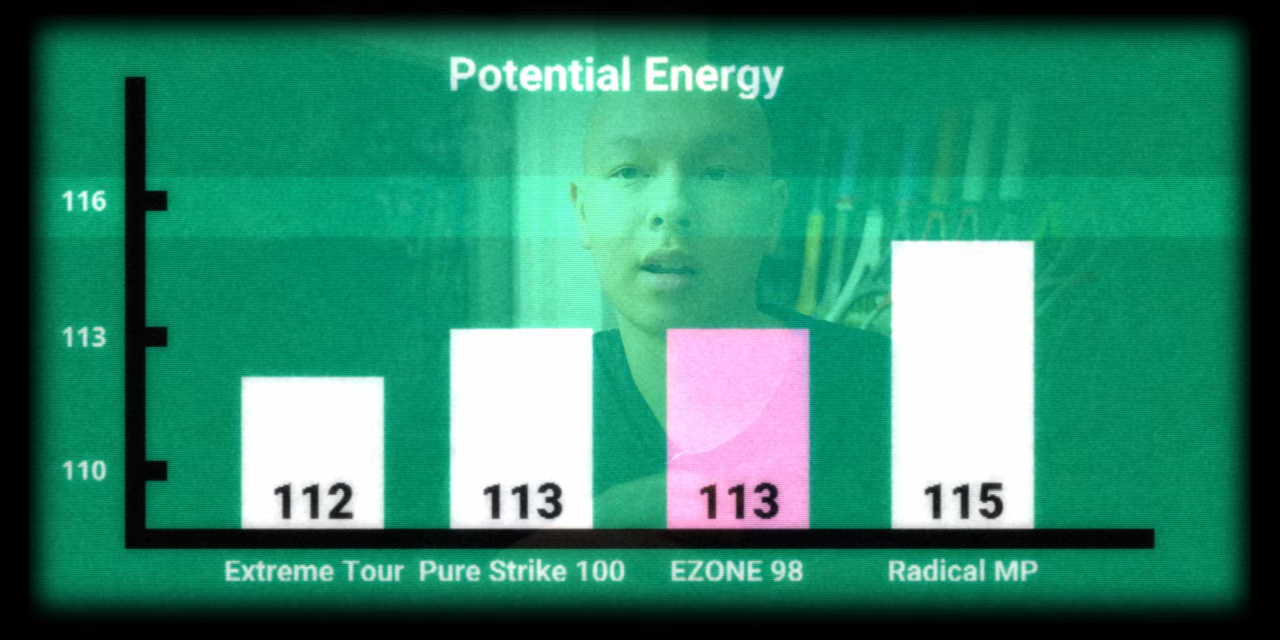 Potential Energy
116
113
110
112 113 113 115
Extreme Tour Pure Strike 100 EZONE 98 Radical MP